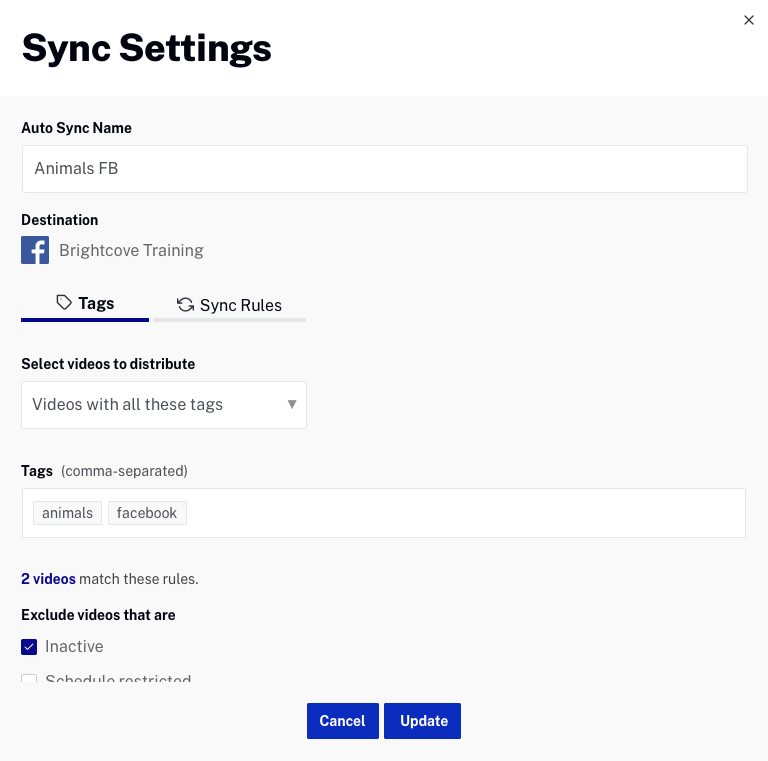 Sync Settings
Auto Sync Name
Animals FB
Destination
Brightcove Training
Tags
Sync Rules
Select videos to distribute
Videos with all these tags
Tags (comma-separated)
animals facebook
2 videos match these rules.
Exclude videos that are
Inactive
Schedule restricted
Cancel Update